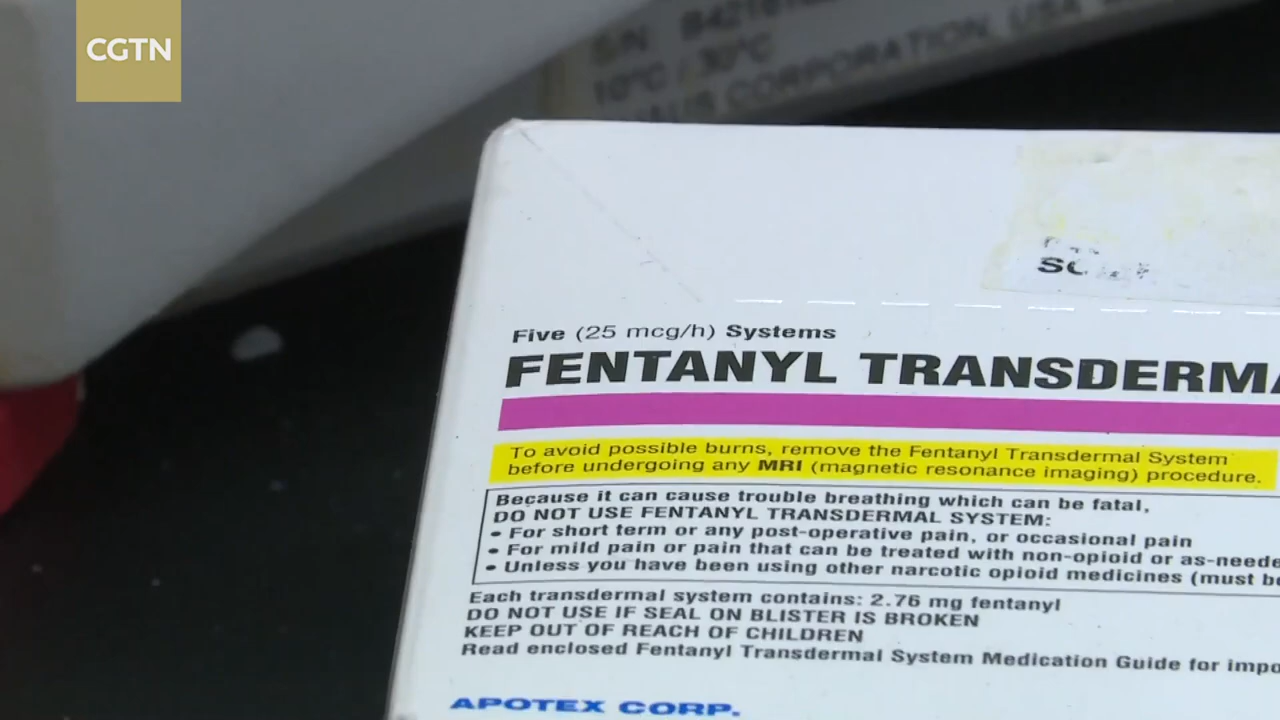 CGTN
S/N
10°C / 30°C
CORPORATION, USA
Five (25 mcg/h) Systems
FENTANYL TRANSDERMA
To avoid possible burns, remove the Fentanyl Transdermal System
before undergoing any MRI (magnetic resonance imaging) procedure.
Because it can cause trouble breathing which can be fatal,
DO NOT USE FENTANYL TRANSDERMAL SYSTEM:
• For short term or any post-operative pain, or occasional pain
• For mild pain or pain that can be treated with non-opioid or as-neede
• Unless you have been using other narcotic opioid medicines (must b
Each transdermal system contains: 2.76 mg fentanyl
DO NOT USE IF SEAL ON BLISTER IS BROKEN
KEEP OUT OF REACH OF CHILDREN
Read enclosed Fentanyl Transdermal System Medication Guide for impo
APOTEX CORP.